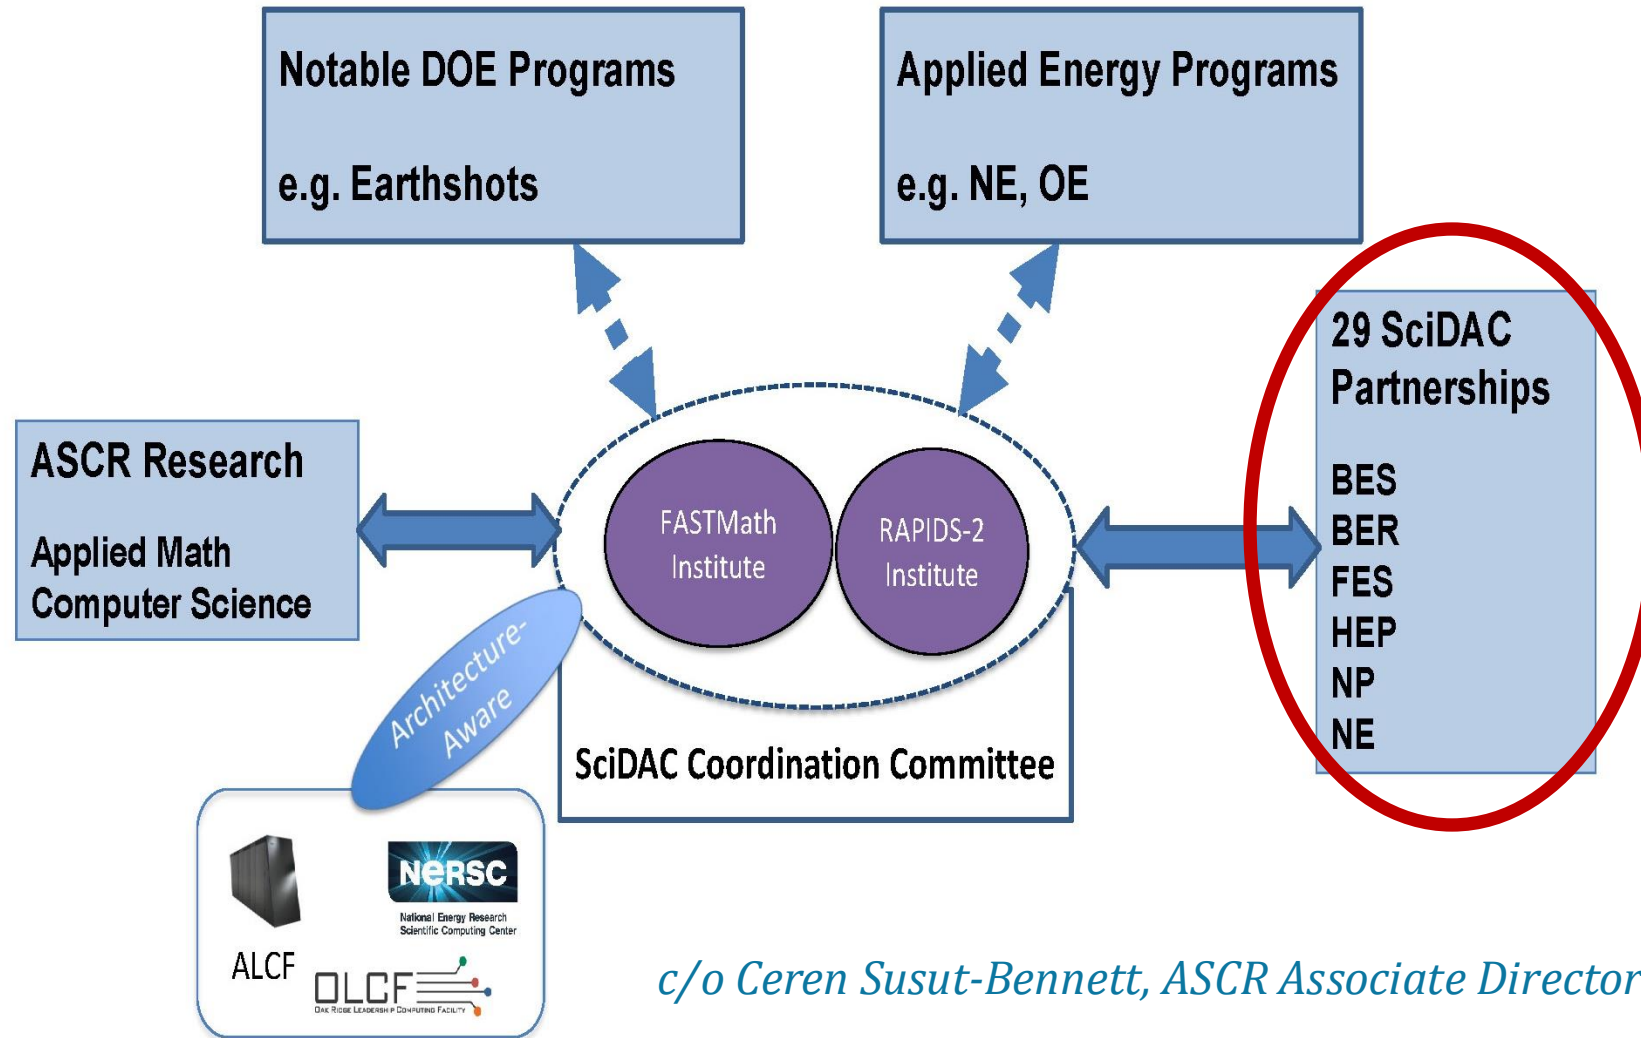 Notable DOE Programs
e.g. Earthshots
Applied Energy Programs
e.g. NE, OE
29 SciDAC
Partnerships
BES
BER
FES
HEP
NP
NE
ASCR Research
Applied Math
Computer Science
FASTMath
Institute
RAPIDS-2
Institute
Architecture-
Aware
SciDAC Coordination Committee
NERSC
National Energy Research
Scientific Computing Center
ALCF
OLCF
OAK RIDGE LEADERSHIP COMPUTING FACILITY
c/o Ceren Susut-Bennett, ASCR Associate Director